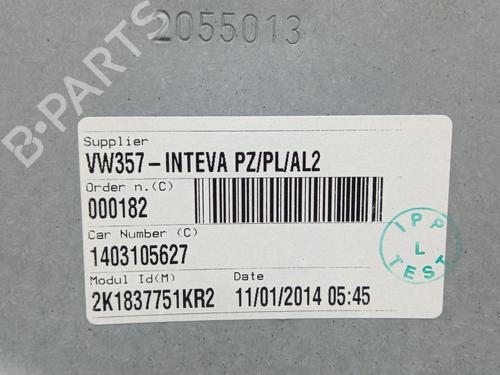 2055013
Supplier
VW357-INTEVA PZ/PL/AL2
Order n.(C)
000182
Car Number (C)
1403105627
Modul Id(M) Date
2K1837751KR2 11/01/2014 05:45
IPP
L
TEST
B-PARTS